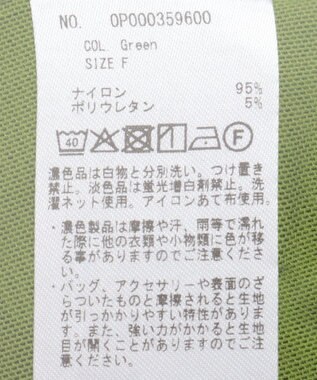 NO. OP000359600
COL Green
SIZE F
ナイロン 95%
ポリウレタン 5%
40 F
濃色品は白物と分別洗い。つけ置き
禁止。淡色品は蛍光増白剤禁止。洗
濯ネット使用。アイロンあて布使用。
・濃色製品は摩擦や汗、雨等で濡れ
た際に他の衣類や小物類に色が移
る事がありますのでご注意くださ
い。
・バッグ、アクセサリーや表面のざ
らついたものと摩擦されると生地
が引っかかりやすい特性がありま
す。また、強い力がかかると生地
目が開くことがありますのでご注
意ください。